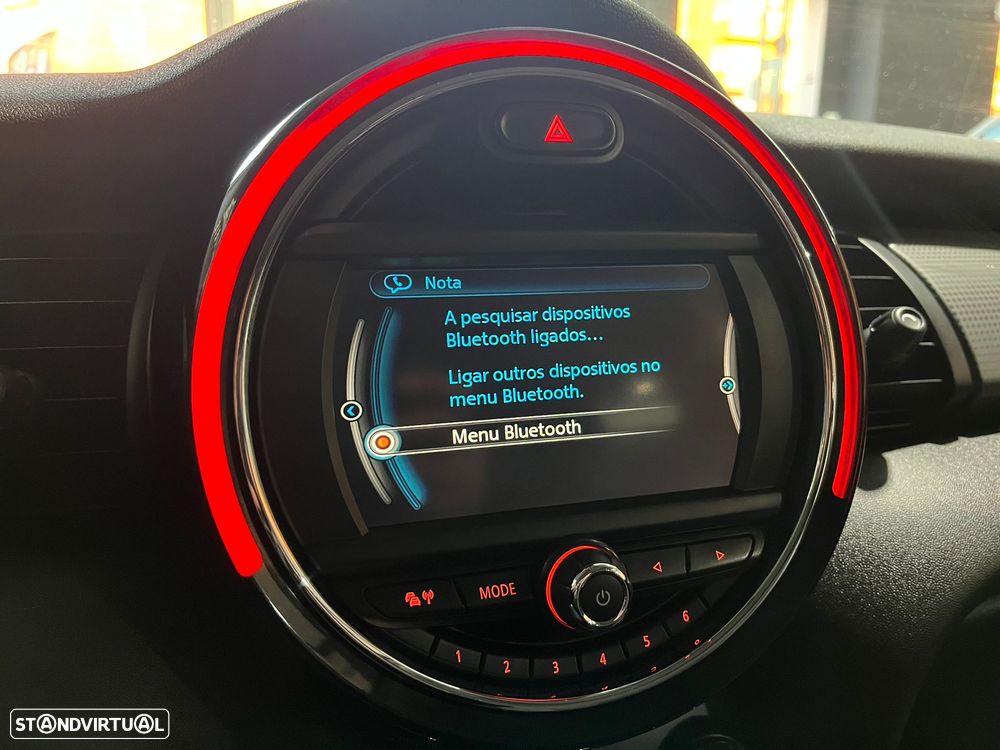 Nota
A pesquisar dispositivos
Bluetooth ligados...
Ligar outros dispositivos no
menu Bluetooth.
Menu Bluetooth
MODE
1 2 3 4 5 6
STANDVIRTUAL